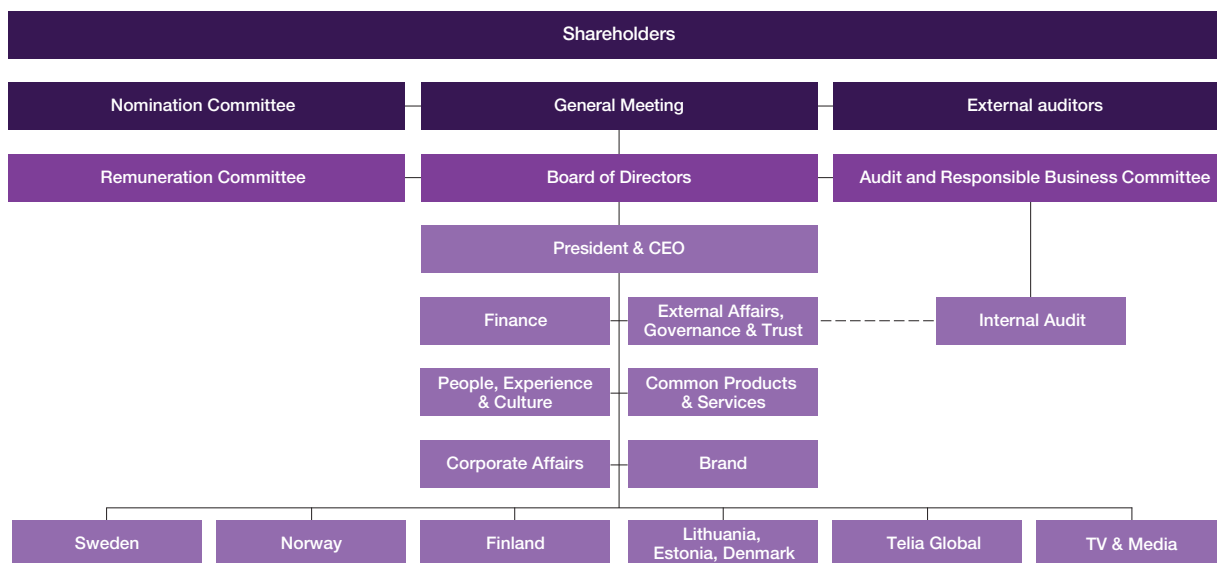 Shareholders
Nomination Committee
General Meeting
External auditors
Remuneration Committee
Board of Directors
Audit and Responsible Business Committee
President & CEO
Finance
External Affairs,
Governance & Trust
Internal Audit
People, Experience
& Culture
Common Products
& Services
Corporate Affairs
Brand
Sweden
Norway
Finland
Lithuania,
Estonia, Denmark
Telia Global
TV & Media